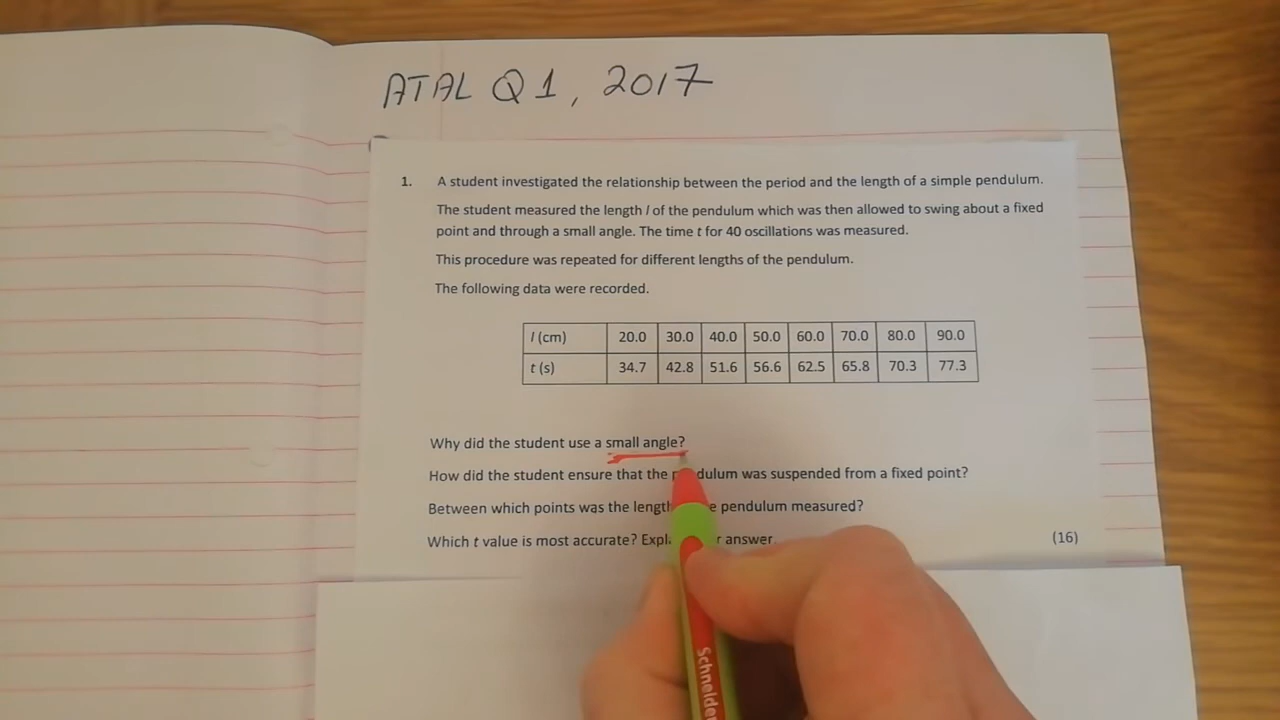 ATAL Q1, 2017
1. A student investigated the relationship between the period and the length of a simple pendulum.
The student measured the length l of the pendulum which was then allowed to swing about a fixed
point and through a small angle. The time t for 40 oscillations was measured.
This procedure was repeated for different lengths of the pendulum.
The following data were recorded.
l (cm) 20.0 30.0 40.0 50.0 60.0 70.0 80.0 90.0
t (s) 34.7 42.8 51.6 56.6 62.5 65.8 70.3 77.3
Why did the student use a small angle?
How did the student ensure that the dulum was suspended from a fixed point?
Between which points was the length e pendulum measured?
Which t value is most accurate? Expl r answer. (16)
Schneider